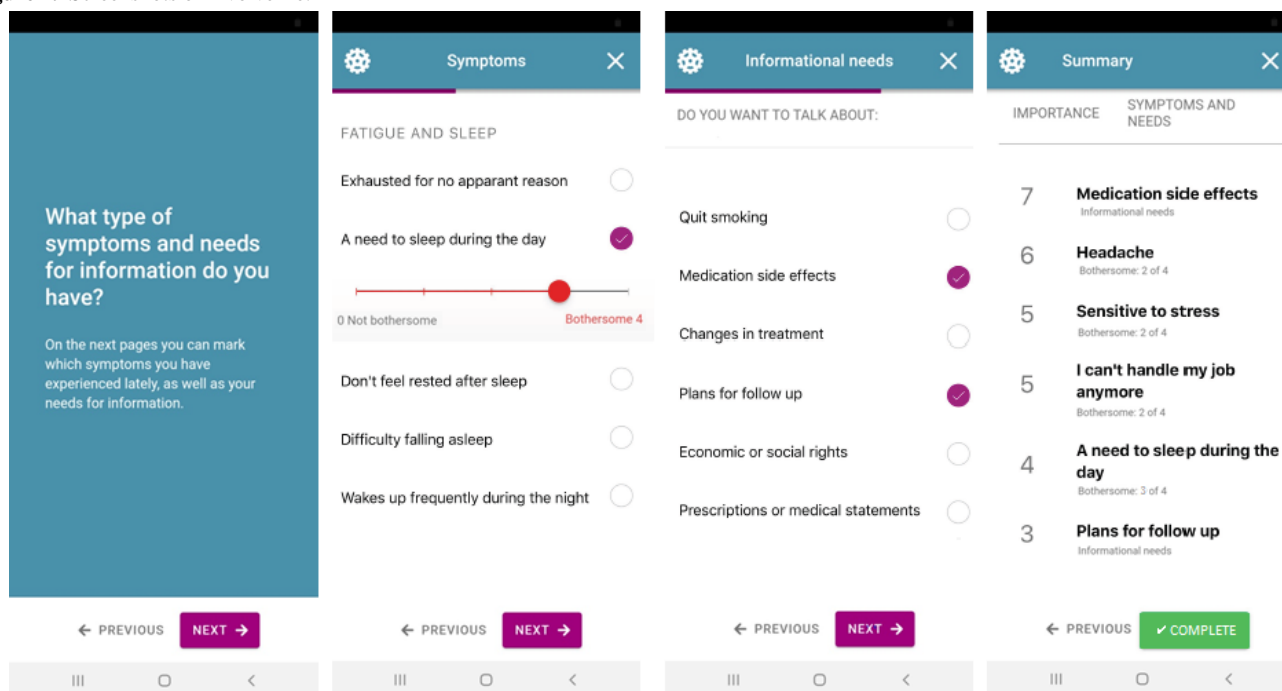 What type of
symptoms and needs
for information do you
have?
On the next pages you can mark
which symptoms you have
experienced lately, as well as your
needs for information.
← PREVIOUS
NEXT →
Symptoms
FATIGUE AND SLEEP
Exhausted for no apparant reason
A need to sleep during the day
0 Not bothersome
Bothersome 4
Don't feel rested after sleep
Difficulty falling asleep
Wakes up frequently during the night
← PREVIOUS
NEXT →
Informational needs
DO YOU WANT TO TALK ABOUT:
Quit smoking
Medication side effects
Changes in treatment
Plans for follow up
Economic or social rights
Prescriptions or medical statements
← PREVIOUS
NEXT →
Summary
IMPORTANCE
SYMPTOMS AND
NEEDS
7
Medication side effects
Informational needs
6
Headache
Bothersome: 2 of 4
5
Sensitive to stress
Bothersome: 2 of 4
5
I can't handle my job
anymore
Bothersome: 2 of 4
4
A need to sleep during the
day
Bothersome: 3 of 4
3
Plans for follow up
Informational needs
← PREVIOUS
✔ COMPLETE